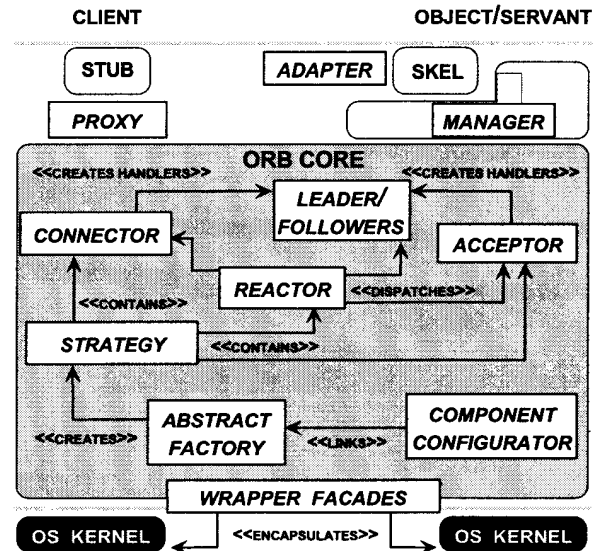 CLIENT
OBJECT/SERVANT
STUB
ADAPTER
SKEL
PROXY
MANAGER
ORB CORE
<<CREATES HANDLERS>>
<<CREATES HANDLERS>>
LEADER/
FOLLOWERS
CONNECTOR
ACCEPTOR
REACTOR
<<DISPATCHES>>
<<CONTAINS>>
STRATEGY
<<CONTAINS>>
ABSTRACT
FACTORY
COMPONENT
CONFIGURATOR
<<CREATES>>
<<LINKS>>
WRAPPER FACADES
OS KERNEL
<<ENCAPSULATES>>
OS KERNEL